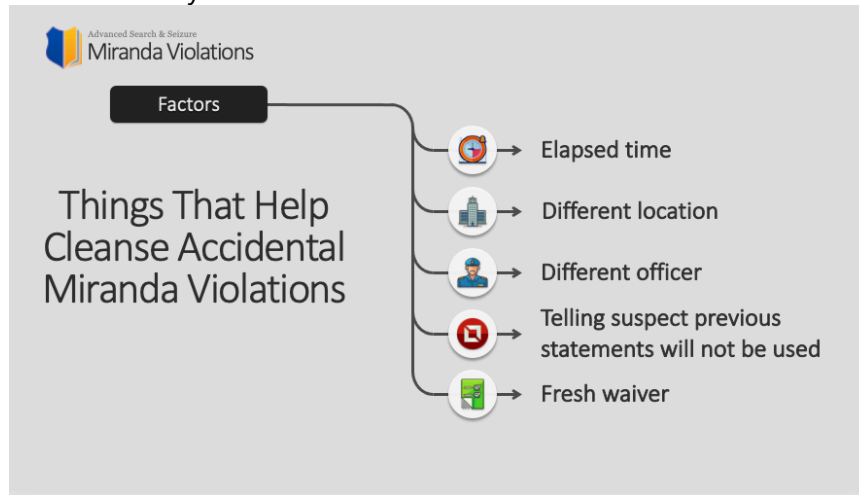 Advanced Search & Seizure
Miranda Violations
Factors
Things That Help
Cleanse Accidental
Miranda Violations
Elapsed time
Different location
Different officer
Telling suspect previous
statements will not be used
Fresh waiver